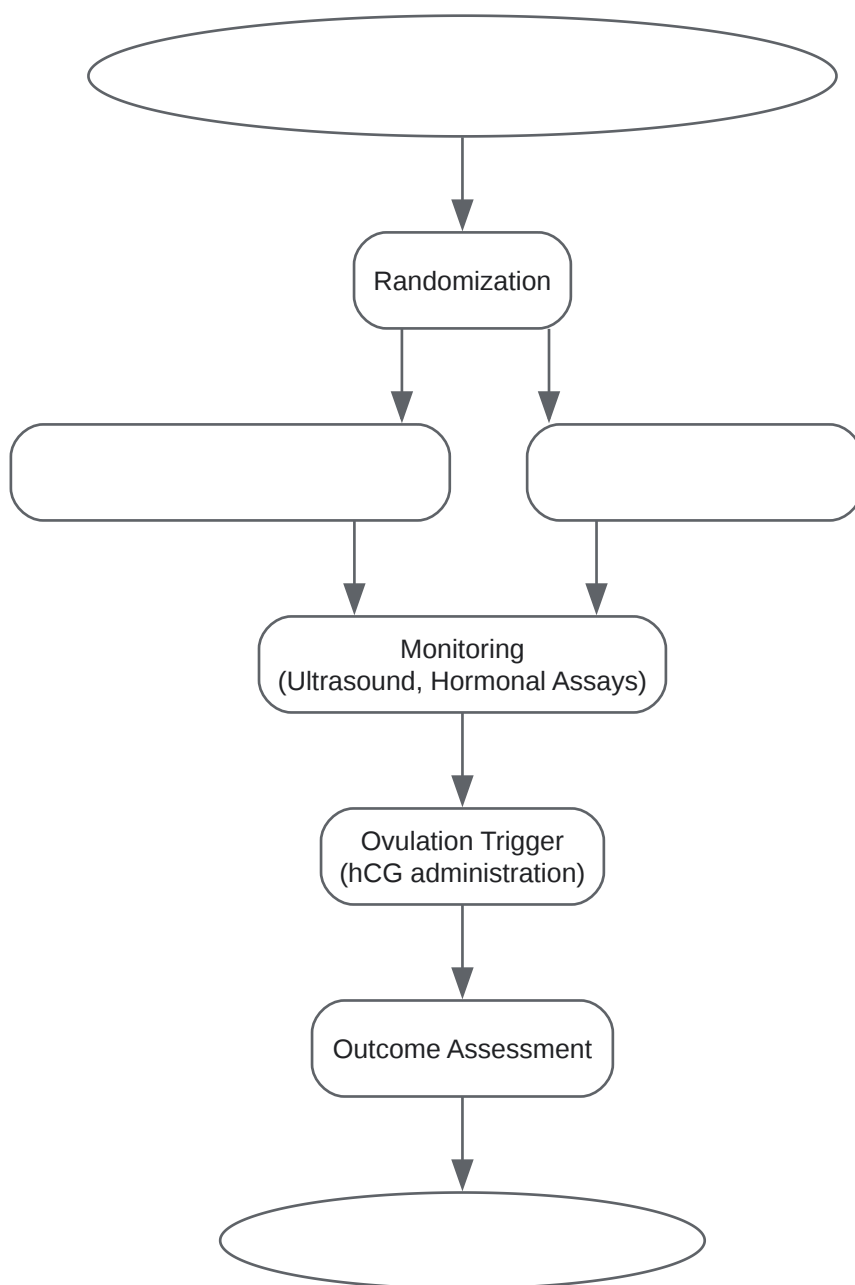 Randomization
Monitoring
(Ultrasound, Hormonal Assays)
Ovulation Trigger
(hCG administration)
Outcome Assessment